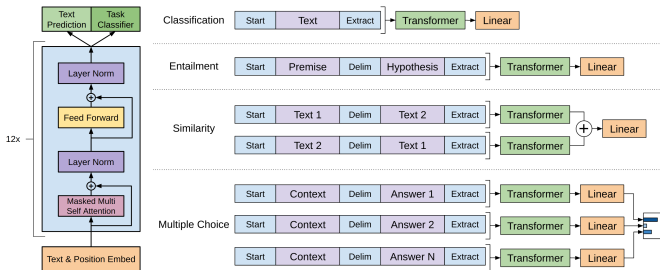 Text Prediction
Task Classifier
12x
Layer Norm
Feed Forward
Layer Norm
Masked Multi Self Attention
Text & Position Embed
Classification
Start Text Extract Transformer Linear
Entailment
Start Premise Delim Hypothesis Extract Transformer Linear
Similarity
Start Text 1 Delim Text 2 Extract Transformer
Start Text 2 Delim Text 1 Extract Transformer
Linear
Multiple Choice
Start Context Delim Answer 1 Extract Transformer Linear
Start Context Delim Answer 2 Extract Transformer Linear
Start Context Delim Answer N Extract Transformer Linear